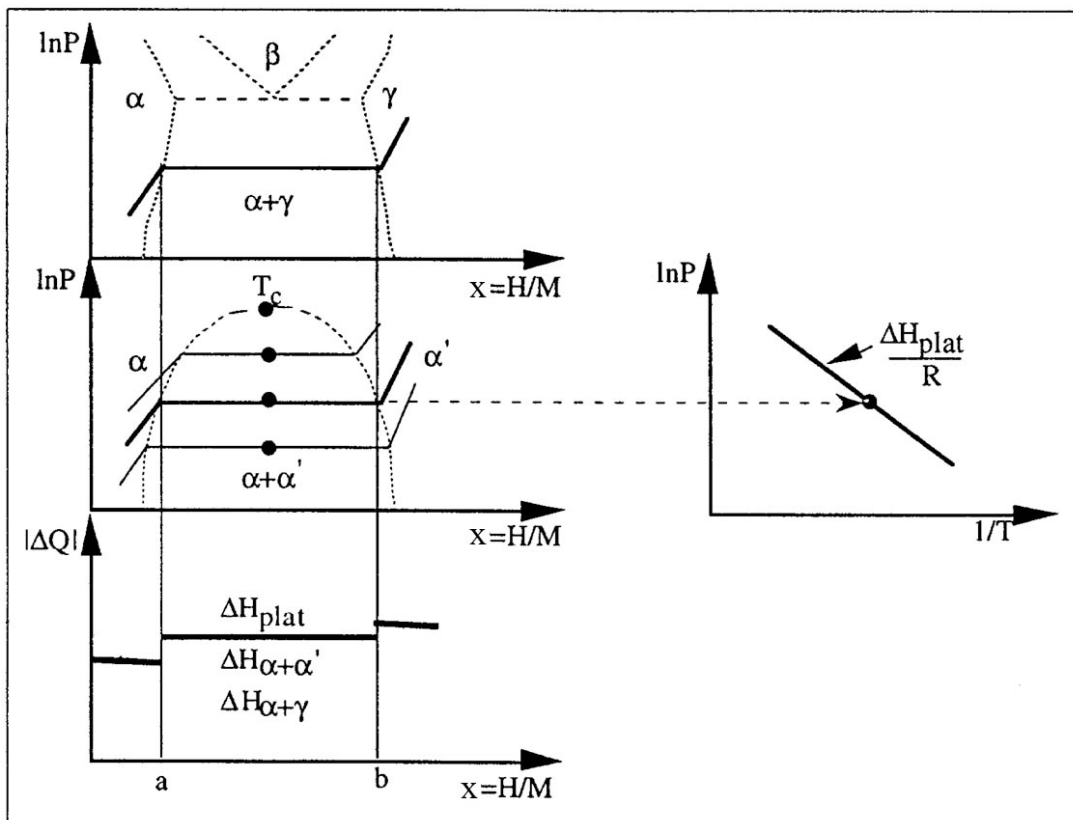 lnP
β
α
γ
α+γ
x=H/M
lnP
T_c
α
α'
α+α'
x=H/M
lnP
ΔH_plat
R
1/T
|ΔQ|
ΔH_plat
ΔH_α+α'
ΔH_α+γ
a
b
x=H/M